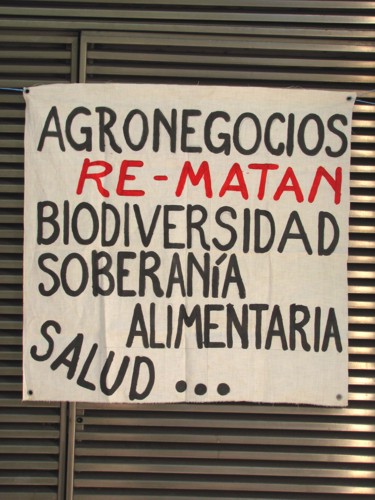 AGRONEGOCIOS
RE-MATAN
BIODIVERSIDAD
SOBERANíA
ALIMENTARIA
SALUD ...